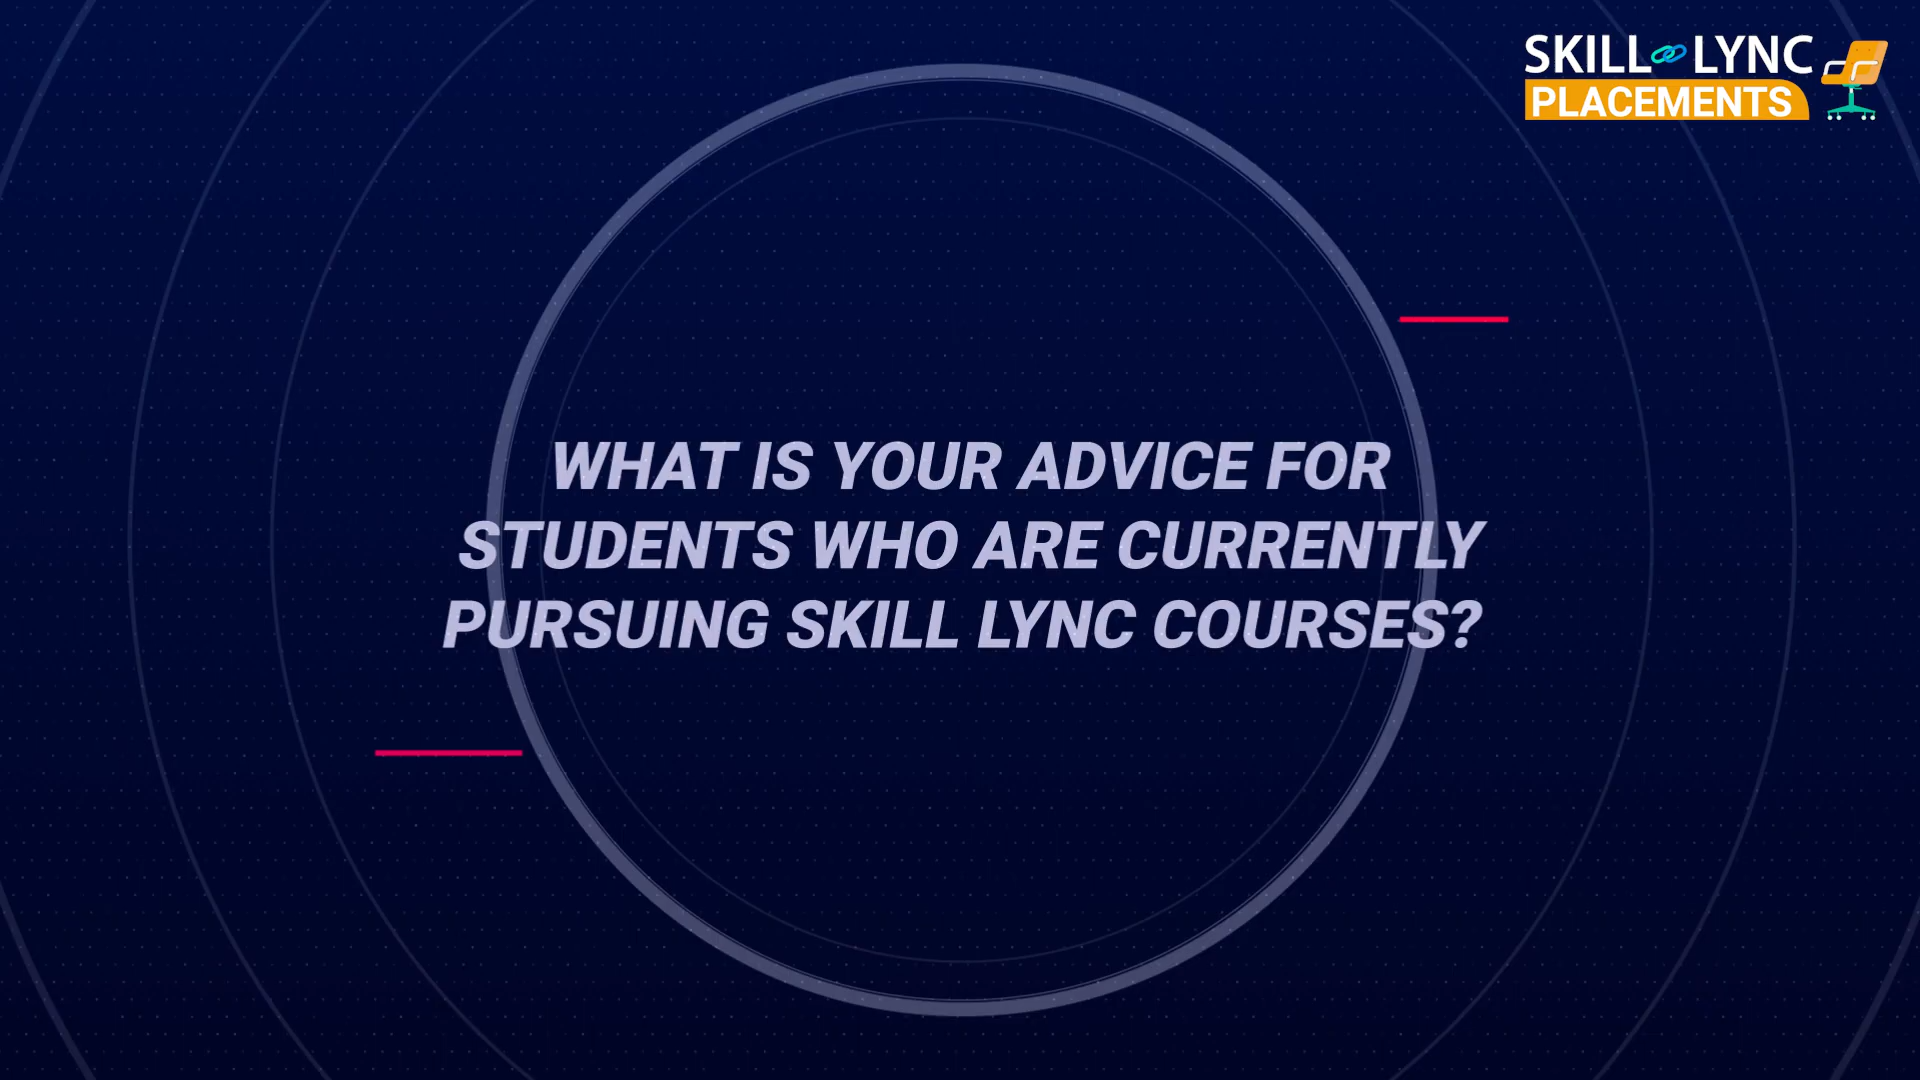 SKILL LYNC
PLACEMENTS
WHAT IS YOUR ADVICE FOR
STUDENTS WHO ARE CURRENTLY
PURSUING SKILL LYNC COURSES?